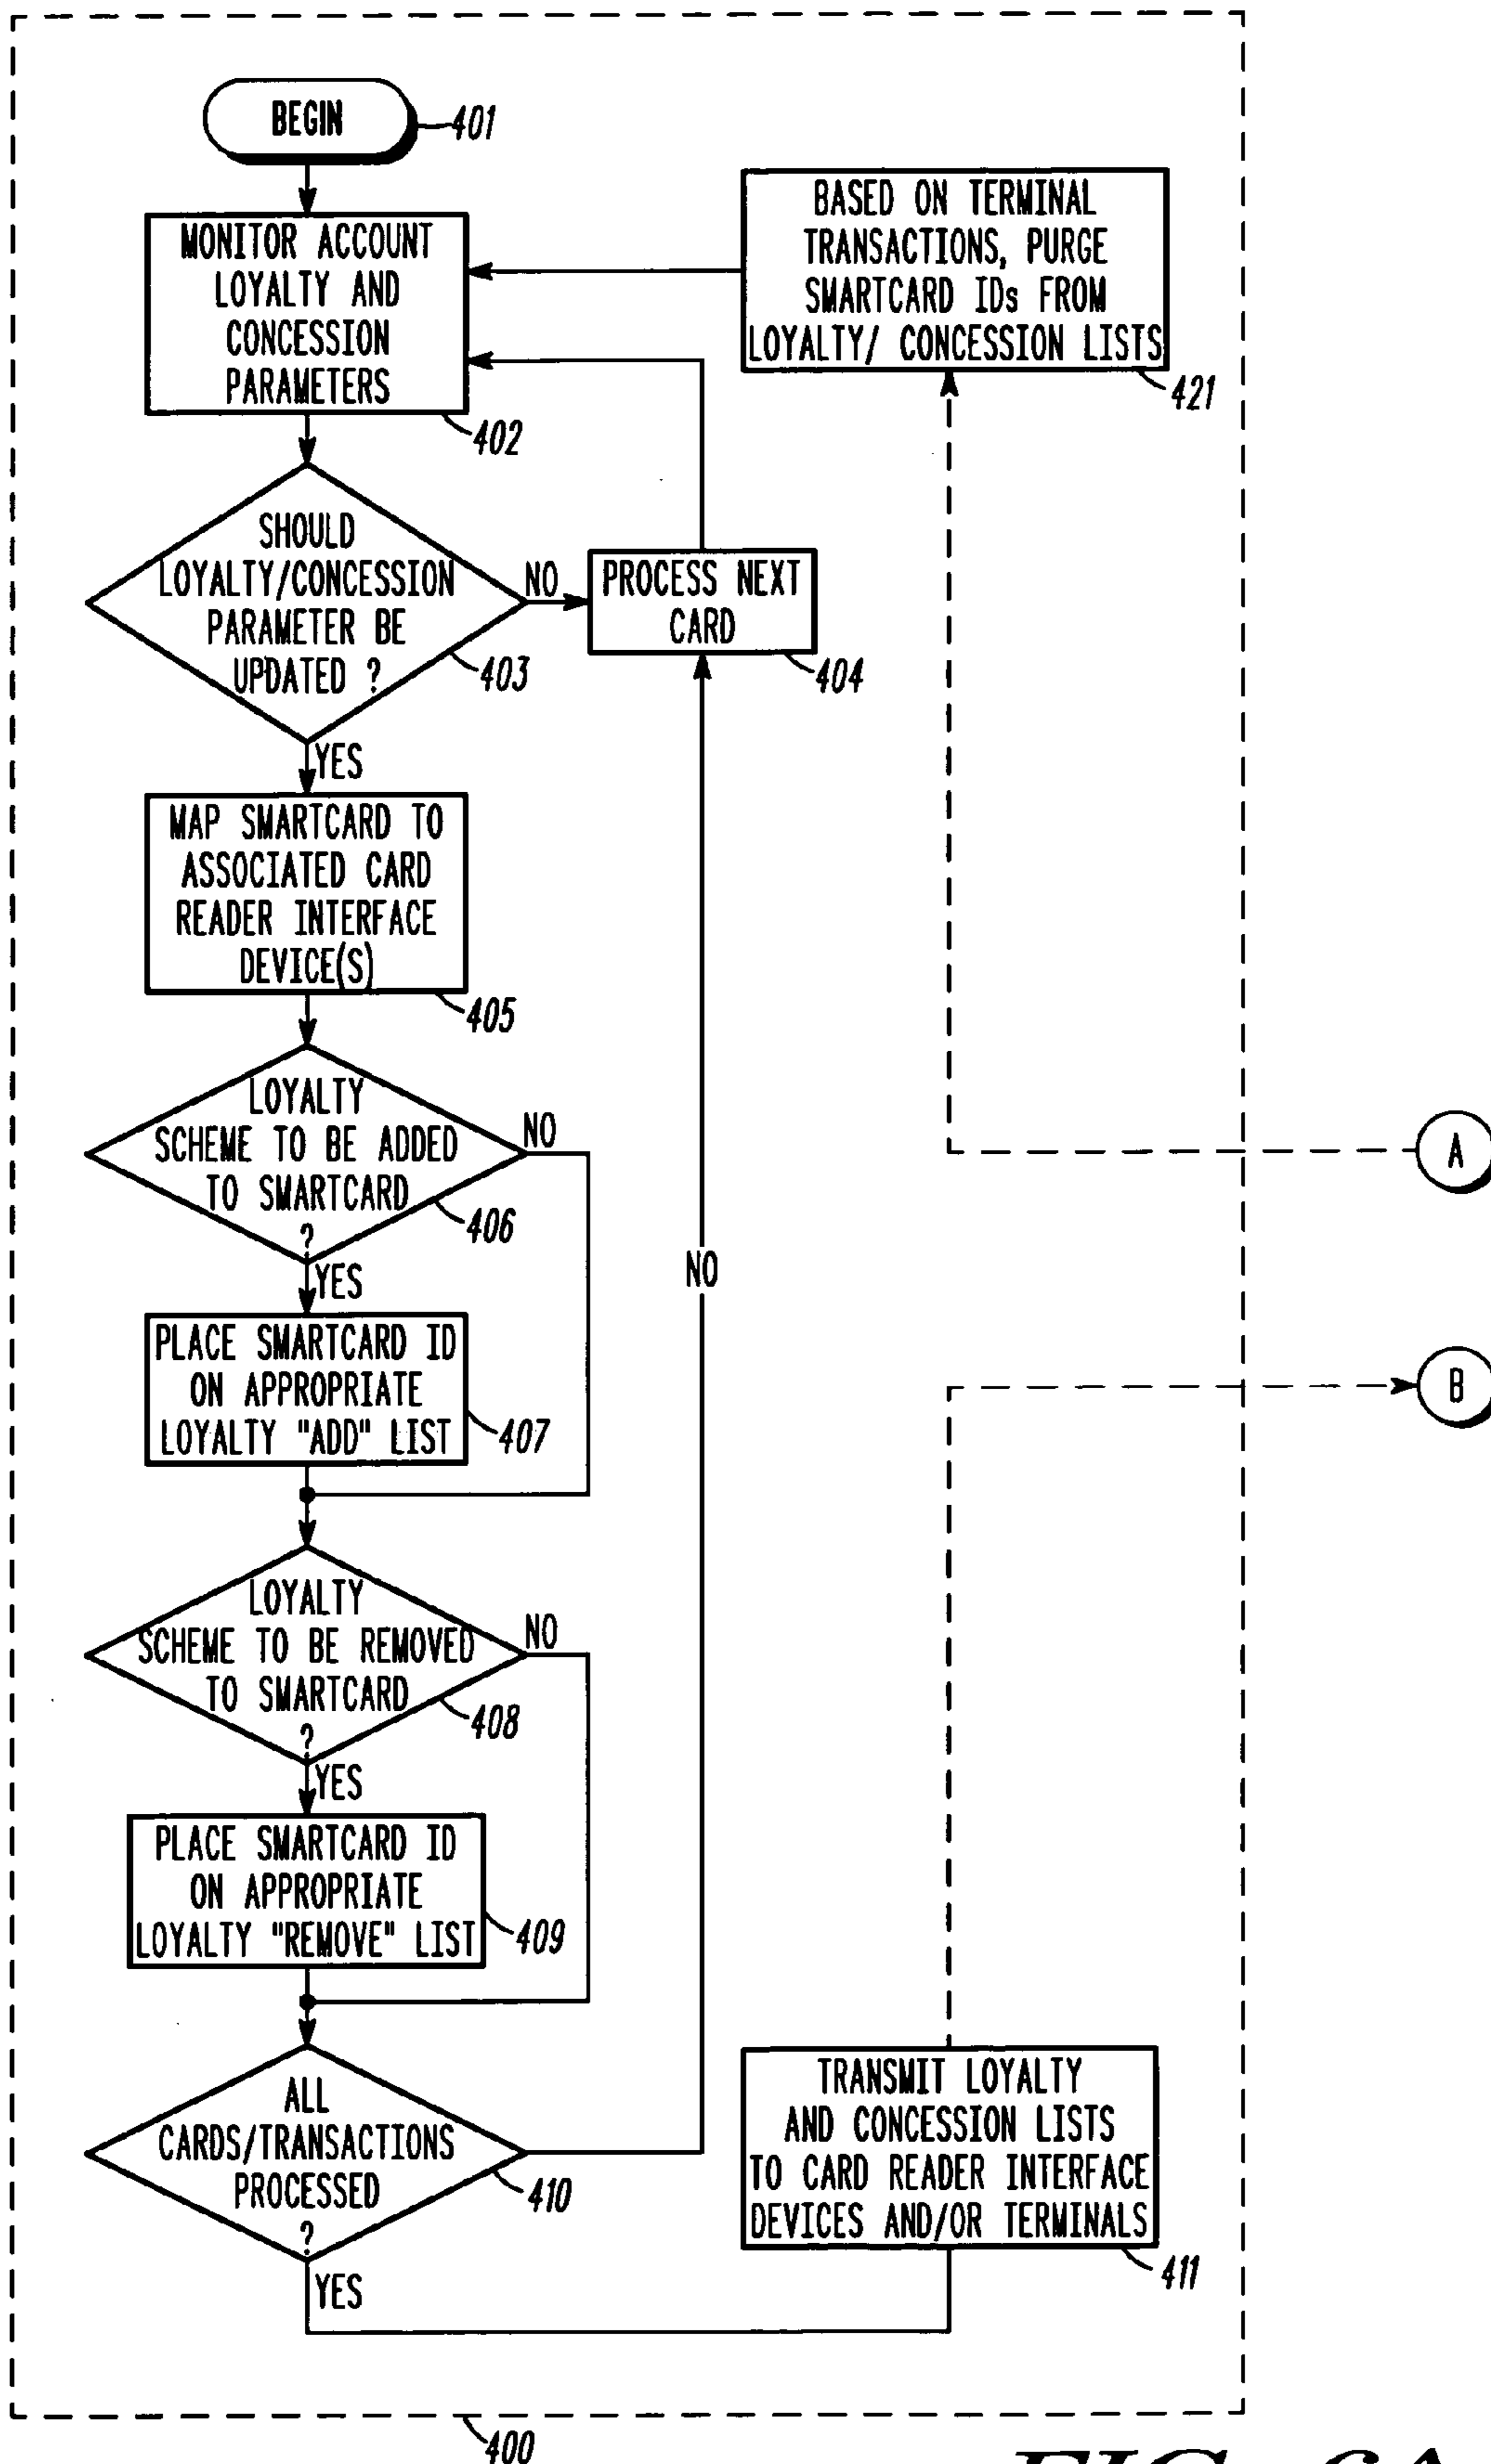 BEGIN
401
MONITOR ACCOUNT
LOYALTY AND
CONCESSION
PARAMETERS
402
BASED ON TERMINAL
TRANSACTIONS, PURGE
SMARTCARD IDs FROM
LOYALTY/ CONCESSION LISTS
421
SHOULD
LOYALTY/CONCESSION
PARAMETER BE
UPDATED ?
403
NO
PROCESS NEXT
CARD
404
YES
MAP SMARTCARD TO
ASSOCIATED CARD
READER INTERFACE
DEVICE(S)
405
LOYALTY
SCHEME TO BE ADDED
TO SMARTCARD
?
406
NO
A
YES
NO
PLACE SMARTCARD ID
ON APPROPRIATE
LOYALTY "ADD" LIST
407
B
LOYALTY
SCHEME TO BE REMOVED
TO SMARTCARD
?
408
NO
YES
PLACE SMARTCARD ID
ON APPROPRIATE
LOYALTY "REMOVE" LIST
409
ALL
CARDS/TRANSACTIONS
PROCESSED
?
410
YES
TRANSMIT LOYALTY
AND CONCESSION LISTS
TO CARD READER INTERFACE
DEVICES AND/OR TERMINALS
411
400
FIG. 6A